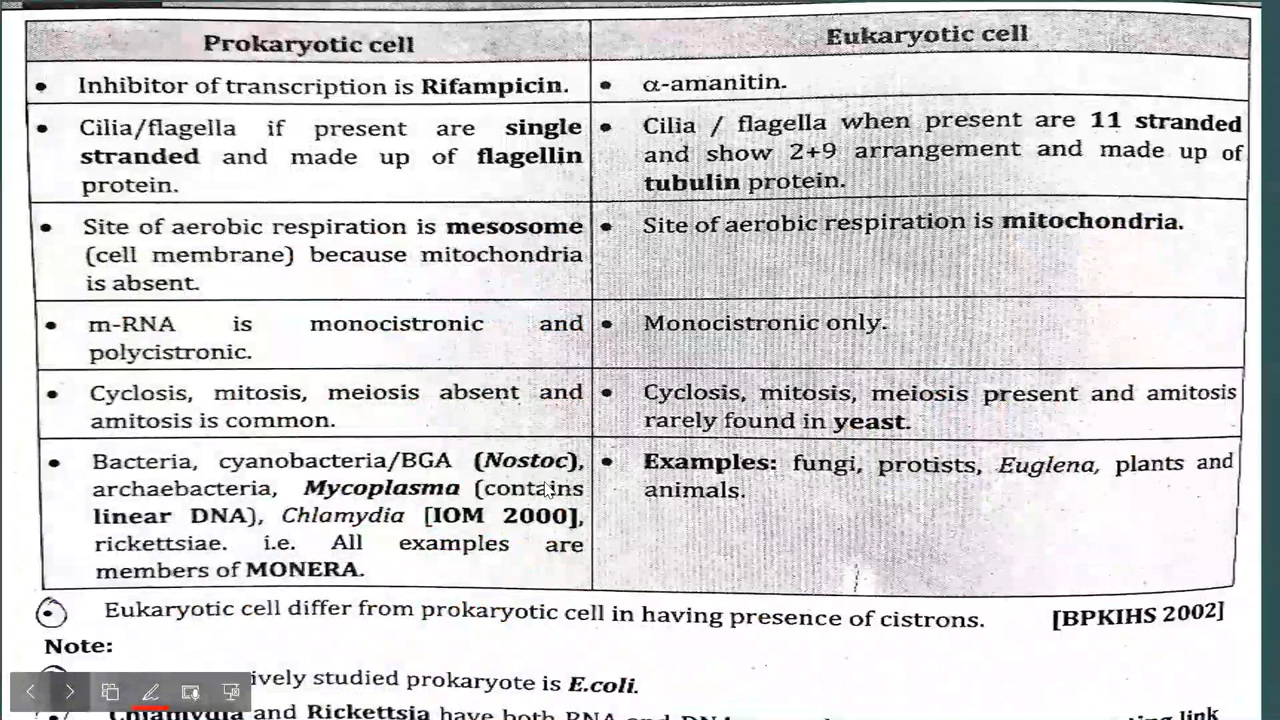 Prokaryotic cell
Eukaryotic cell
• Inhibitor of transcription is Rifampicin.
• α-amanitin.
• Cilia/flagella if present are single
stranded and made up of flagellin
protein.
• Cilia / flagella when present are 11 stranded
and show 2+9 arrangement and made up of
tubulin protein.
• Site of aerobic respiration is mesosome
(cell membrane) because mitochondria
is absent.
• Site of aerobic respiration is mitochondria.
• m-RNA is monocistronic and
polycistronic.
• Monocistronic only.
• Cyclosis, mitosis, meiosis absent and
amitosis is common.
• Cyclosis, mitosis, meiosis present and amitosis
rarely found in yeast.
• Bacteria, cyanobacteria/BGA (Nostoc),
archaebacteria, Mycoplasma (contains
linear DNA), Chlamydia [IOM 2000],
rickettsiae. i.e. All examples are
members of MONERA.
• Examples: fungi, protists, Euglena, plants and
animals.
• Eukaryotic cell differ from prokaryotic cell in having presence of cistrons. [BPKIHS 2002]
Note:
studied prokaryote is E.coli.
Chlamydia and Rickettsia have both RNA and DNA link